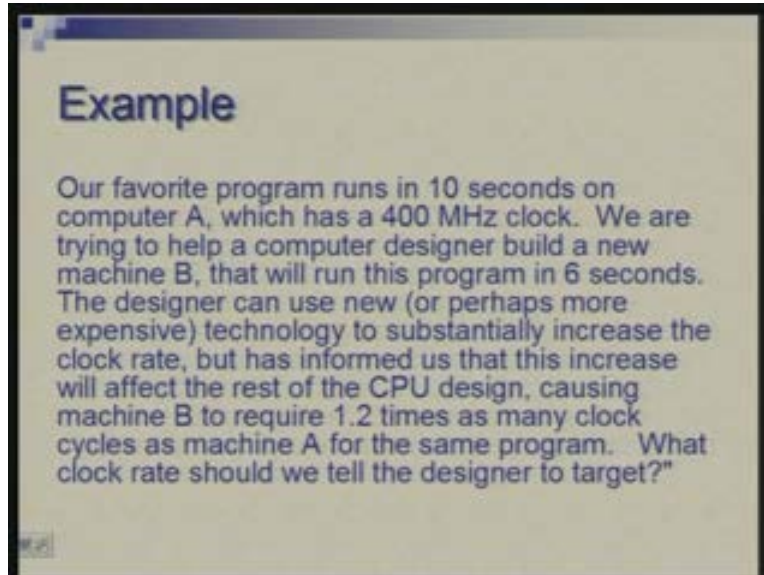 Example
Our favorite program runs in 10 seconds on
computer A, which has a 400 MHz clock.  We are
trying to help a computer designer build a new
machine B, that will run this program in 6 seconds.
The designer can use new (or perhaps more
expensive) technology to substantially increase the
clock rate, but has informed us that this increase
will affect the rest of the CPU design, causing
machine B to require 1.2 times as many clock
cycles as machine A for the same program.   What
clock rate should we tell the designer to target?"